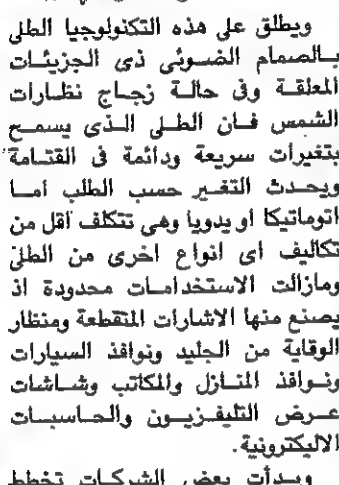 ويطلق على هذه التكنولوجيا الطلى
بالصمام الضوئى ذى الجزيئات
المعلقة وفى حالة زجاج نظارات
الشمس فان الطلى الذى يسمح
بتغيرات سريعة ودائمة فى القتامة
ويحدث التغير حسب الطلب اما
اتوماتيكا او يدويا وهى تتكلف اقل من
تكاليف اى انواع اخرى من الطلى
ومازالت الاستخدامات محدودة اذ
يصنع منها الاشارات المتقطعة ومنظار
الوقاية من الجليد ونوافذ السيارات
ونوافذ المنازل والمكاتب وشاشات
عرض التليفزيون والحاسبات
الاليكترونية.
وبدأت بعض الشركات تخطط